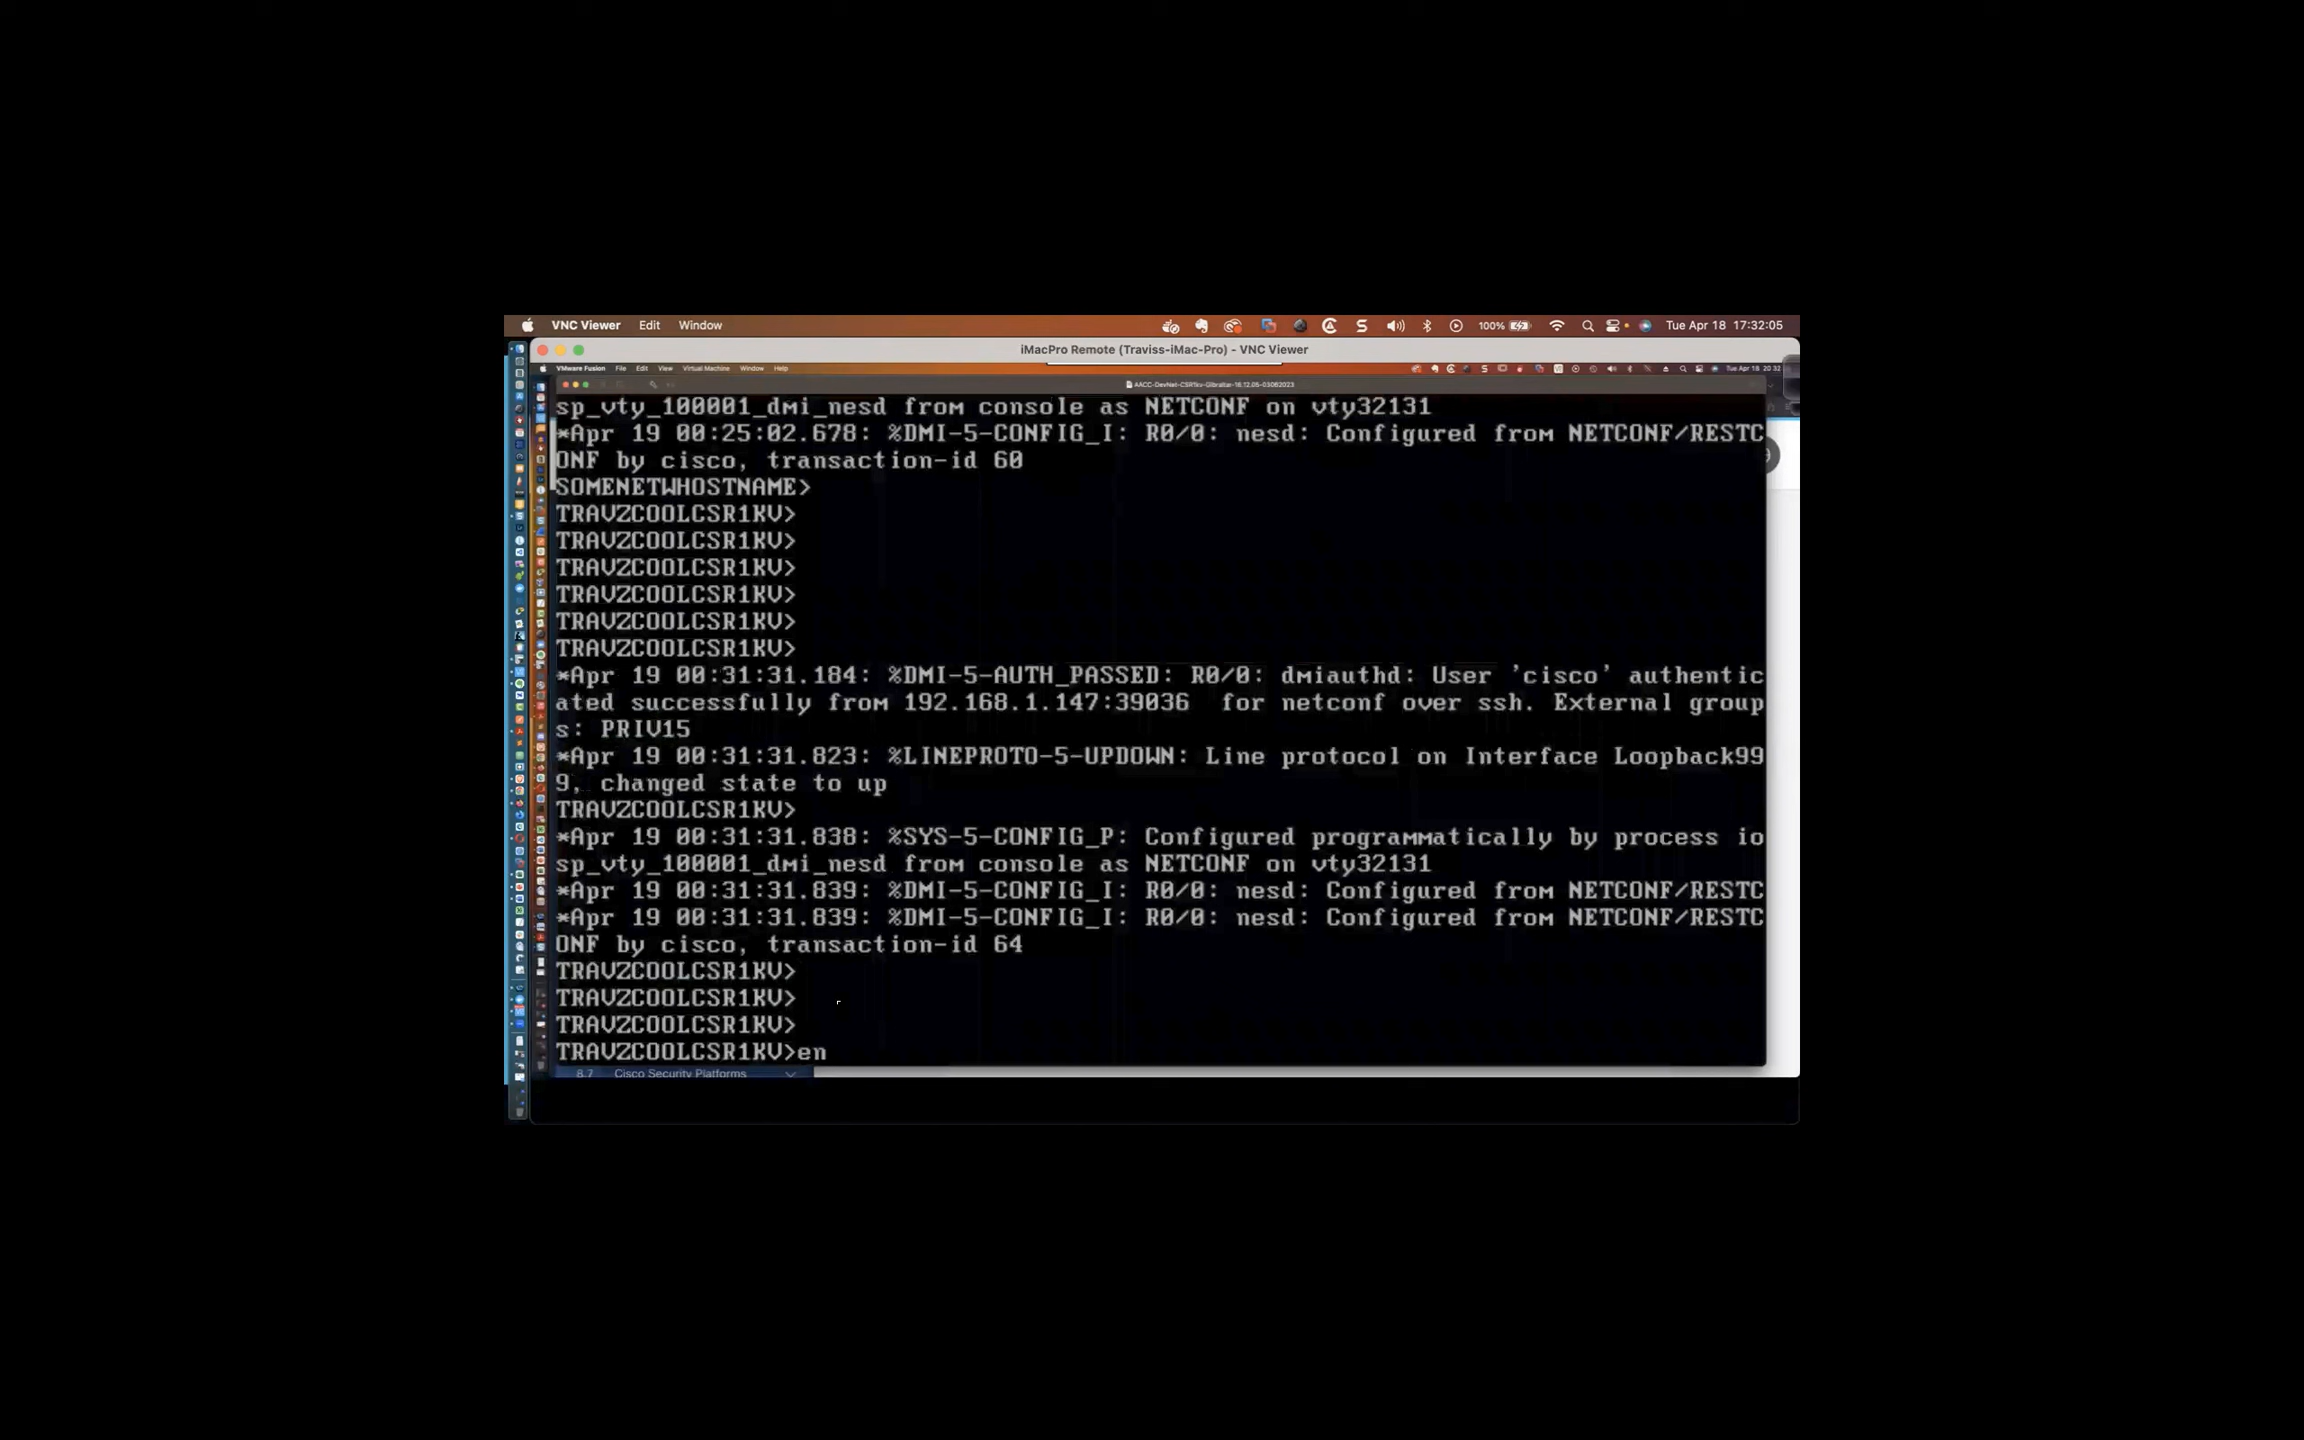 VNC Viewer Edit Window 100% Tue Apr 18 17:32:05
iMacPro Remote (Traviss-iMac-Pro) - VNC Viewer
VMware Fusion File Edit View Virtual Machine Window Help Tue Apr 18 20 32
AACC-DevNet-CSR1kv-Gibraltar-16.12.05-03062023
sp_vty_100001_dmi_nesd from console as NETCONF on vty32131
*Apr 19 00:25:02.678: %DMI-5-CONFIG_I: R0/0: nesd: Configured from NETCONF/RESTC
ONF by cisco, transaction-id 60
SOMENETWHOSTNAME>
TRAVZCOOLCSR1KV>
TRAVZCOOLCSR1KV>
TRAVZCOOLCSR1KV>
TRAVZCOOLCSR1KV>
TRAVZCOOLCSR1KV>
TRAVZCOOLCSR1KV>
*Apr 19 00:31:31.184: %DMI-5-AUTH_PASSED: R0/0: dmiauthd: User 'cisco' authentic
ated successfully from 192.168.1.147:39036  for netconf over ssh. External group
s: PRIV15
*Apr 19 00:31:31.823: %LINEPROTO-5-UPDOWN: Line protocol on Interface Loopback99
9, changed state to up
TRAVZCOOLCSR1KV>
*Apr 19 00:31:31.838: %SYS-5-CONFIG_P: Configured programmatically by process io
sp_vty_100001_dmi_nesd from console as NETCONF on vty32131
*Apr 19 00:31:31.839: %DMI-5-CONFIG_I: R0/0: nesd: Configured from NETCONF/RESTC
*Apr 19 00:31:31.839: %DMI-5-CONFIG_I: R0/0: nesd: Configured from NETCONF/RESTC
ONF by cisco, transaction-id 64
TRAVZCOOLCSR1KV>
TRAVZCOOLCSR1KV>
TRAVZCOOLCSR1KV>
TRAVZCOOLCSR1KV>en
8.7 Cisco Security Platforms